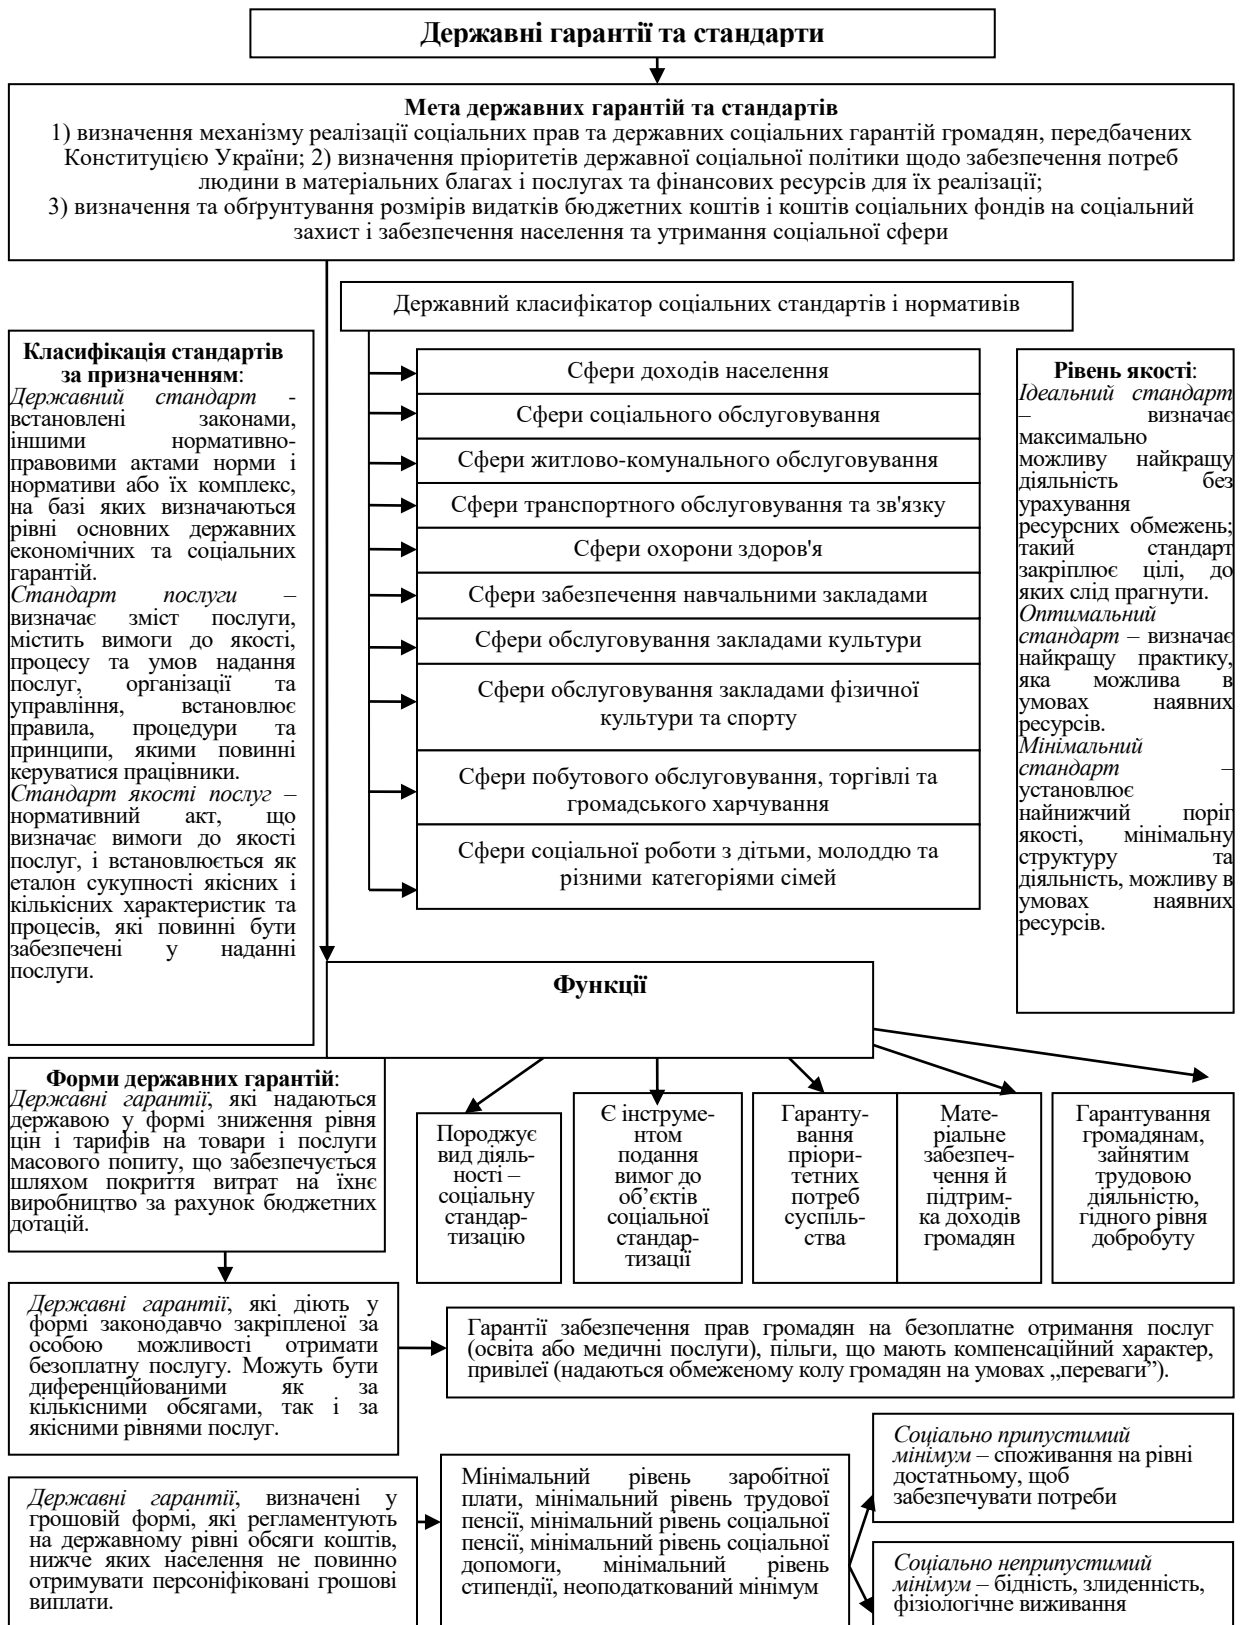 Державні гарантії та стандарти
Мета державних гарантій та стандартів
1) визначення механізму реалізації соціальних прав та державних соціальних гарантій громадян, передбачених
Конституцією України; 2) визначення пріоритетів державної соціальної політики щодо забезпечення потреб
людини в матеріальних благах і послугах та фінансових ресурсів для їх реалізації;
3) визначення та обґрунтування розмірів видатків бюджетних коштів і коштів соціальних фондів на соціальний
захист і забезпечення населення та утримання соціальної сфери
Державний класифікатор соціальних стандартів і нормативів
Класифікація стандартів
за призначенням:
Державний стандарт -
встановлені законами,
іншими нормативно-
правовими актами норми і
нормативи або їх комплекс,
на базі яких визначаються
рівні основних державних
економічних та соціальних
гарантій.
Стандарт послуги –
визначає зміст послуги,
містить вимоги до якості,
процесу та умов надання
послуг, організації та
управління, встановлює
правила, процедури та
принципи, якими повинні
керуватися працівники.
Стандарт якості послуг –
нормативний акт, що
визначає вимоги до якості
послуг, і встановлюється як
еталон сукупності якісних і
кількісних характеристик та
процесів, які повинні бути
забезпечені у наданні
послуги.
Сфери доходів населення
Сфери соціального обслуговування
Сфери житлово-комунального обслуговування
Сфери транспортного обслуговування та зв'язку
Сфери охорони здоров'я
Сфери забезпечення навчальними закладами
Сфери обслуговування закладами культури
Сфери обслуговування закладами фізичної
культури та спорту
Сфери побутового обслуговування, торгівлі та
громадського харчування
Сфери соціальної роботи з дітьми, молоддю та
різними категоріями сімей
Рівень якості:
Ідеальний стандарт
– визначає
максимально
можливу найкращу
діяльність без
урахування
ресурсних обмежень;
такий стандарт
закріплює цілі, до
яких слід прагнути.
Оптимальний
стандарт – визначає
найкращу практику,
яка можлива в
умовах наявних
ресурсів.
Мінімальний
стандарт –
установлює
найнижчий поріг
якості, мінімальну
структуру та
діяльність, можливу в
умовах наявних
ресурсів.
Функції
Форми державних гарантій:
Державні гарантії, які надаються
державою у формі зниження рівня
цін і тарифів на товари і послуги
масового попиту, що забезпечується
шляхом покриття витрат на їхнє
виробництво за рахунок бюджетних
дотацій.
Породжує
вид діяль-
ності –
соціальну
стандар-
тизацію
Є інструме-
нтом
подання
вимог до
об’єктів
соціальної
стандар-
тизації
Гаранту-
вання
пріори-
тетних
потреб
суспіль-
ства
Мате-
ріальне
забезпе-
чення й
підтрим-
ка доходів
громадян
Гарантування
громадянам,
зайнятим
трудовою
діяльністю,
гідного рівня
добробуту
Державні гарантії, які діють у
формі законодавчо закріпленої за
особою можливості отримати
безоплатну послугу. Можуть бути
диференційованими як за
кількісними обсягами, так і за
якісними рівнями послуг.
Гарантії забезпечення прав громадян на безоплатне отримання послуг
(освіта або медичні послуги), пільги, що мають компенсаційний характер,
привілеї (надаються обмеженому колу громадян на умовах „переваги”).
Державні гарантії, визначені у
грошовій формі, які регламентують
на державному рівні обсяги коштів,
нижче яких населення не повинно
отримувати персоніфіковані грошові
виплати.
Мінімальний рівень заробітної
плати, мінімальний рівень трудової
пенсії, мінімальний рівень соціальної
пенсії, мінімальний рівень соціальної
допомоги, мінімальний рівень
стипендії, неоподаткований мінімум
Соціально припустимий
мінімум – споживання на рівні
достатньому, щоб
забезпечувати потреби
Соціально неприпустимий
мінімум – бідність, злиденність,
фізіологічне виживання